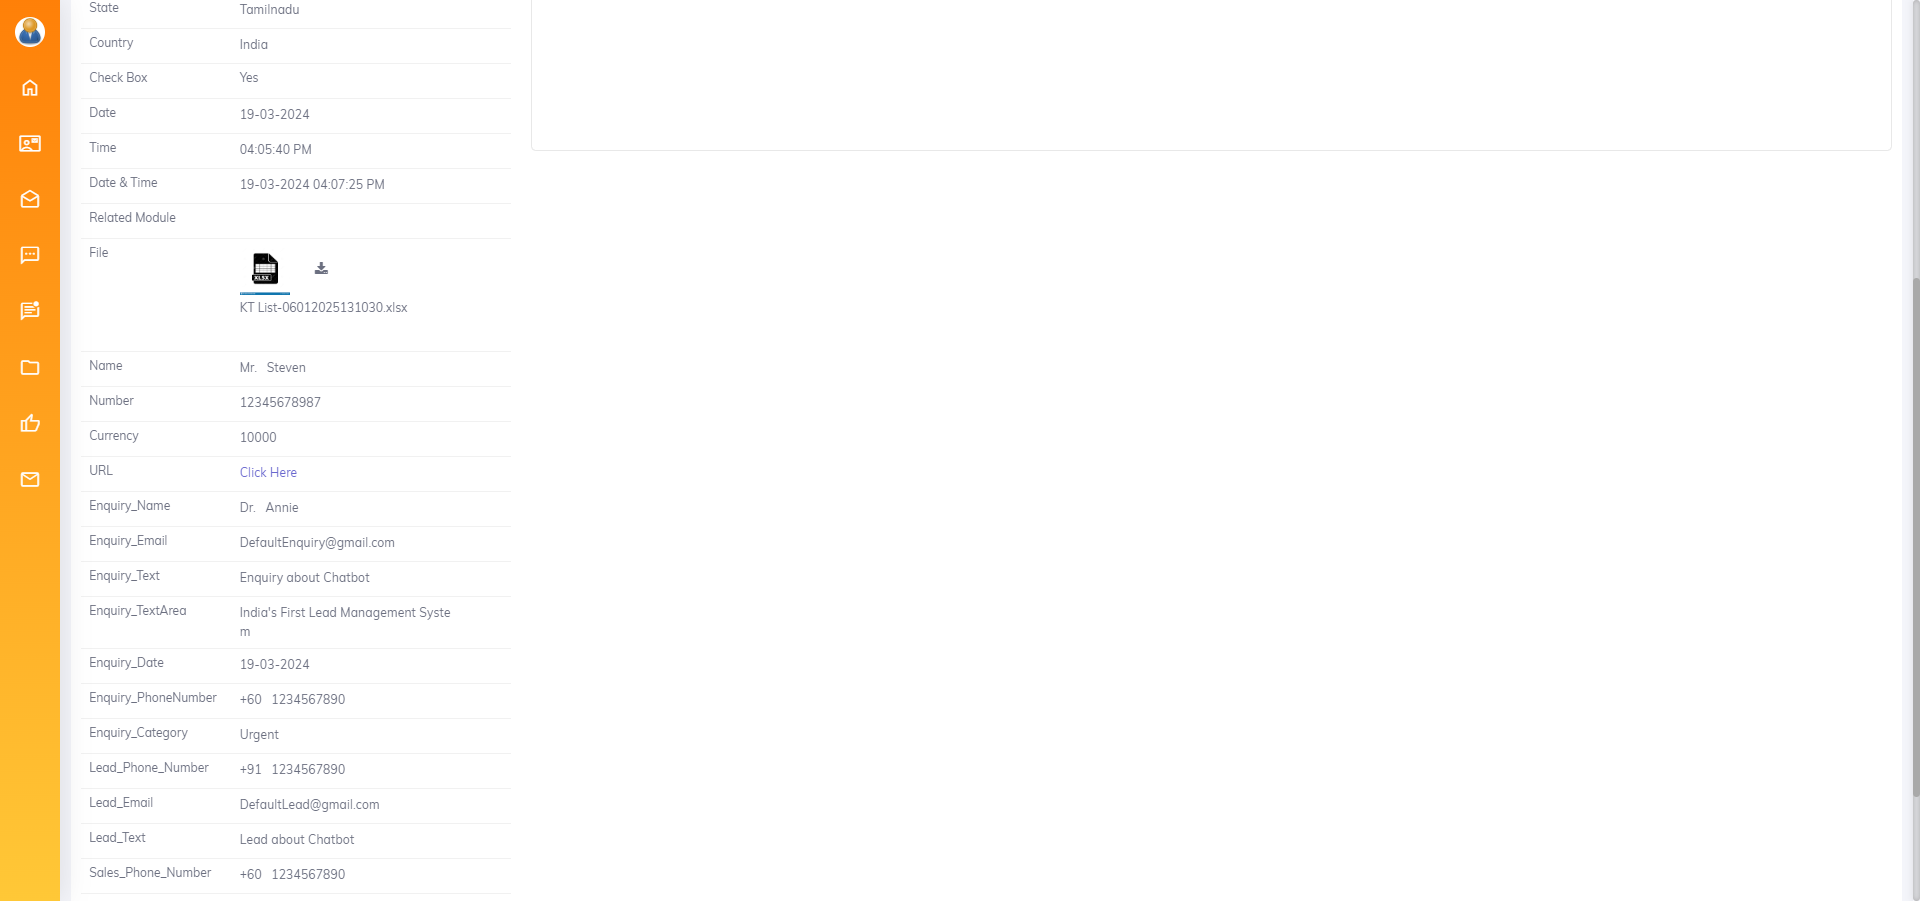 State Tamilnadu
Country India
Check Box Yes
Date 19-03-2024
Time 04:05:40 PM
Date & Time 19-03-2024 04:07:25 PM
Related Module
File
XLSX
KT List-06012025131030.xlsx
Name Mr. Steven
Number 12345678987
Currency 10000
URL Click Here
Enquiry_Name Dr. Annie
Enquiry_Email DefaultEnquiry@gmail.com
Enquiry_Text Enquiry about Chatbot
Enquiry_TextArea India's First Lead Management Syste
m
Enquiry_Date 19-03-2024
Enquiry_PhoneNumber +60 1234567890
Enquiry_Category Urgent
Lead_Phone_Number +91 1234567890
Lead_Email DefaultLead@gmail.com
Lead_Text Lead about Chatbot
Sales_Phone_Number +60 1234567890